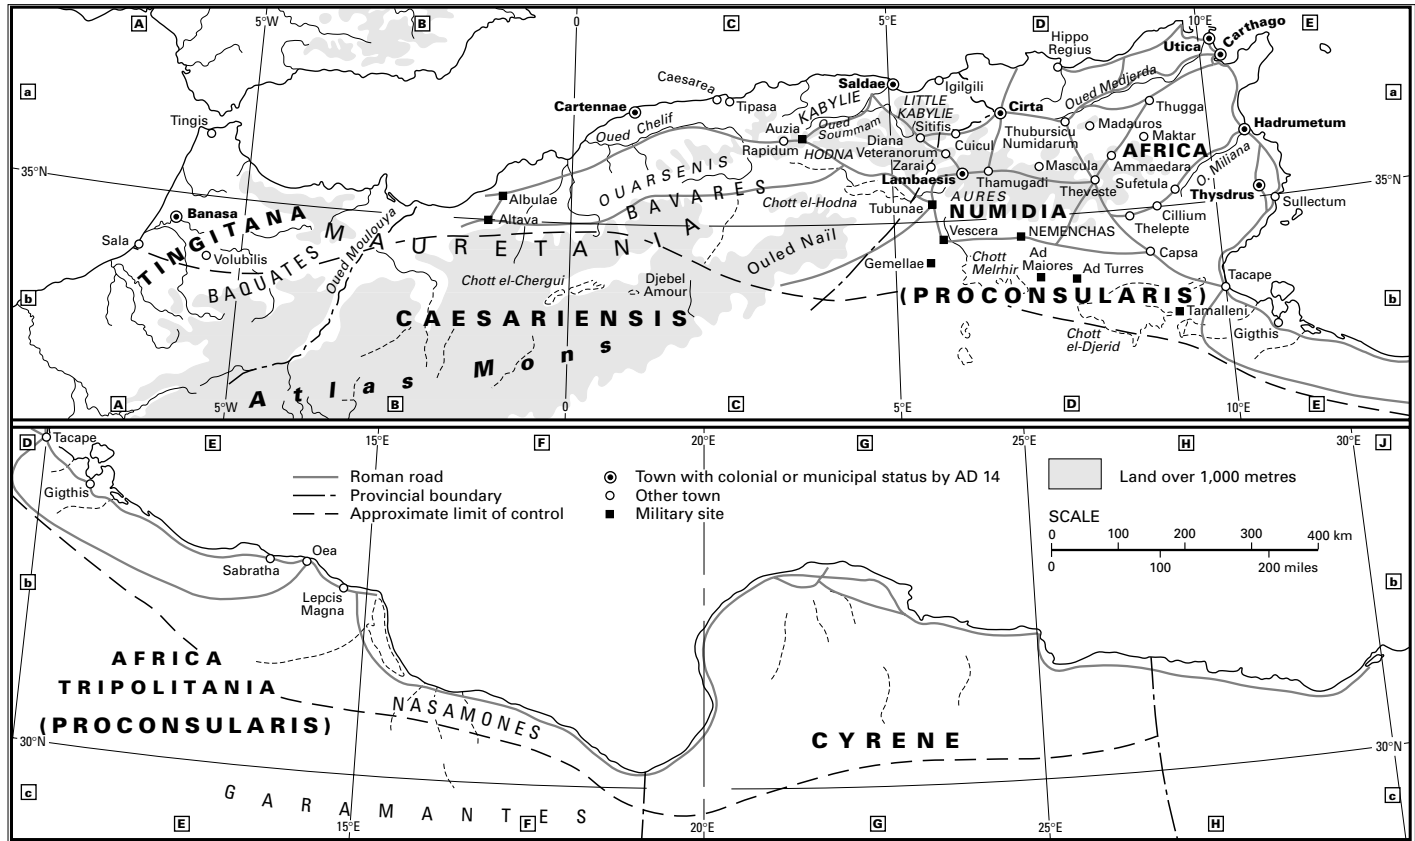 A
5°W
B
0
C
5°E
D
10°E
E
a
Tingis
35°N
Banasa
Sala
Volubilis
TINGITANA
BAQUATES
Oued Moulouya
MAURETANIA
Albulae
Altava
Cartennae
Caesarea
Tipasa
Oued Chelif
OUARSENIS
BAVARES
Chott el-Chergui
Djebel
Amour
CAESARIENSIS
Atlas Mons
Ouled Naïl
Saldae
Igilgili
KABYLIE
LITTLE
KABYLIE
Oued
Soummam
Auzia
Rapidum
HODNA
Chott el-Hodna
Sitifis
Diana
Veteranorum
Cuicul
Zarai
Lambaesis
Thamugadi
AURES
Tubunae
NUMIDIA
Vescera
NEMENCHAS
Gemellae
Chott
Melrhir
Ad
Maiores
Ad Turres
(PROCONSULARIS)
Cirta
Hippo
Regius
Oued Medjerda
Utica
Carthago
Thugga
Thubursicu
Numidarum
Madauros
Maktar
AFRICA
Ammaedara
Mascula
Theveste
Sufetula
O. Miliana
Hadrumetum
Thysdrus
Sullectum
Cillium
Thelepte
Capsa
Tacape
Tamalleni
Gigthis
Chott
el-Djerid
a
35°N
b
b
A
5°W
B
0
C
5°E
D
10°E
E
D
Tacape
E
15°E
F
20°E
G
25°E
H
30°E
J
Gigthis
Roman road
Provincial boundary
Approximate limit of control
Town with colonial or municipal status by AD 14
Other town
Military site
Land over 1,000 metres
SCALE
0 100 200 300 400 km
0 100 200 miles
Sabratha
Oea
Lepcis
Magna
b
b
AFRICA
TRIPOLITANIA
(PROCONSULARIS)
NASAMONES
CYRENE
30°N
30°N
GARAMANTES
c
c
E
15°E
F
20°E
G
25°E
H